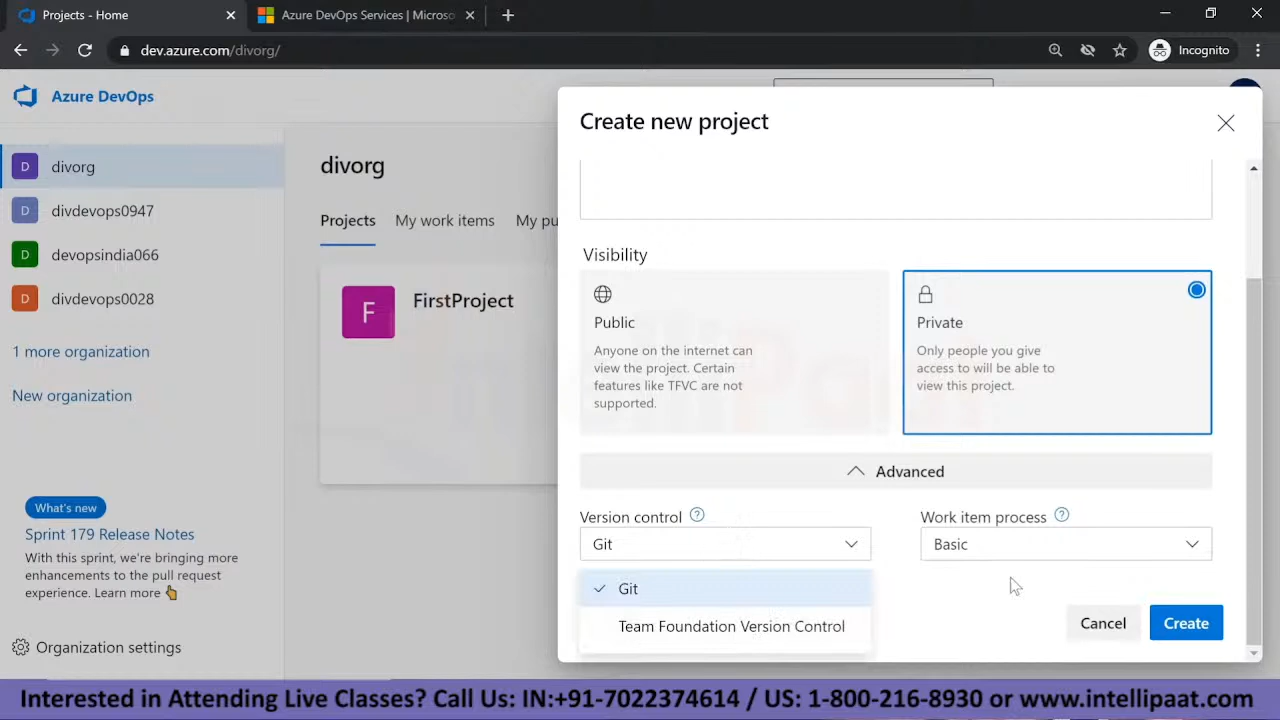 Projects - Home
Azure DevOps Services | Microso
dev.azure.com/divorg/
Incognito
Azure DevOps
D divorg
D divdevops0947
D devopsindia066
D divdevops0028
1 more organization
New organization
What's new
Sprint 179 Release Notes
With this sprint, we're bringing more
enhancements to the pull request
experience. Learn more 👆
Organization settings
divorg
Projects My work items My pu
F FirstProject
Create new project
Visibility
Public
Anyone on the internet can
view the project. Certain
features like TFVC are not
supported.
Private
Only people you give
access to will be able to
view this project.
Advanced
Version control ?
Git
Git
Team Foundation Version Control
Work item process ?
Basic
Cancel Create
Interested in Attending Live Classes? Call Us: IN:+91-7022374614 / US: 1-800-216-8930 or www.intellipaat.com